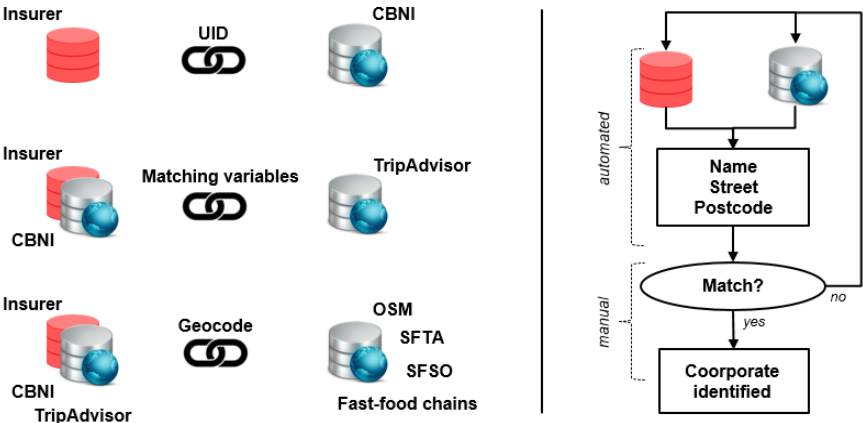 Insurer
UID
CBNI
Insurer
Matching variables
TripAdvisor
CBNI
Insurer
Geocode
OSM
SFTA
SFSO
CBNI
TripAdvisor
Fast-food chains
automated
Name
Street
Postcode
manual
Match?
no
yes
Coorporate
identified